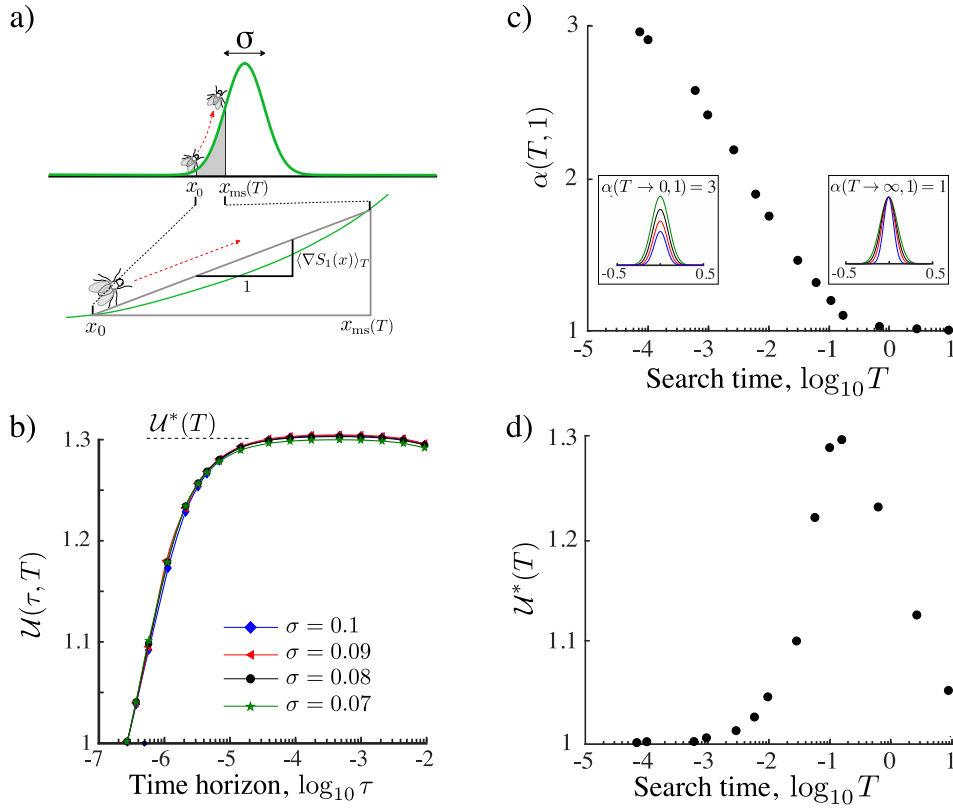 a)
σ
x₀
x_ms(T)
⟨∇S₁(x)⟩_T
1
x₀
x_ms(T)
b)
𝒰*(T)
𝒰(τ, T)
1.3
1.2
1.1
1
σ = 0.1
σ = 0.09
σ = 0.08
σ = 0.07
-7
-6
-5
-4
-3
-2
Time horizon, log₁₀ τ
c)
α(T, 1)
3
2
1
α(T → 0, 1) = 3
-0.5
0.5
α(T → ∞, 1) = 1
-0.5
0.5
-5
-4
-3
-2
-1
0
1
Search time, log₁₀ T
d)
𝒰*(T)
1.3
1.2
1.1
1
-5
-4
-3
-2
-1
0
1
Search time, log₁₀ T